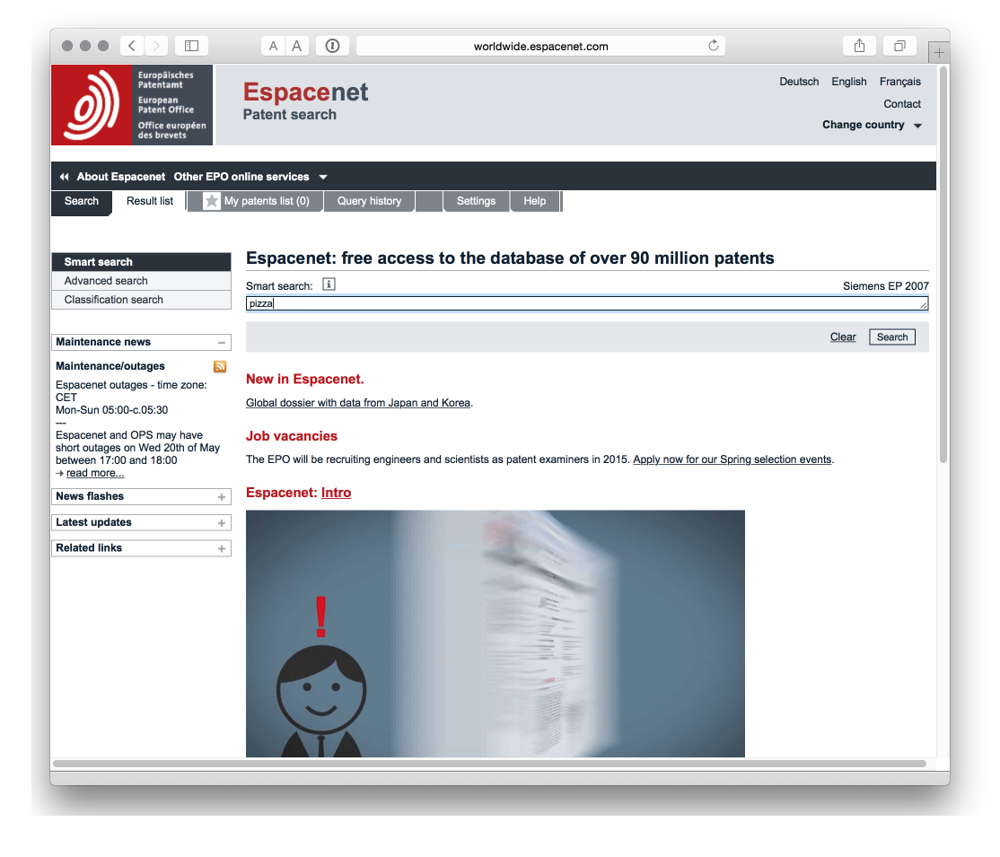 A A
worldwide.espacenet.com
Europäisches
Patentamt
European
Patent Office
Office européen
des brevets
Espacenet
Patent search
Deutsch English Français
Contact
Change country
About Espacenet Other EPO online services
Search Result list My patents list (0) Query history Settings Help
Smart search
Advanced search
Classification search
Maintenance news
Maintenance/outages
Espacenet outages - time zone:
CET
Mon-Sun 05:00-c.05:30
---
Espacenet and OPS may have
short outages on Wed 20th of May
between 17:00 and 18:00
read more...
News flashes
Latest updates
Related links
Espacenet: free access to the database of over 90 million patents
Smart search: i Siemens EP 2007
pizza
Clear Search
New in Espacenet.
Global dossier with data from Japan and Korea.
Job vacancies
The EPO will be recruiting engineers and scientists as patent examiners in 2015. Apply now for our Spring selection events.
Espacenet: Intro
!